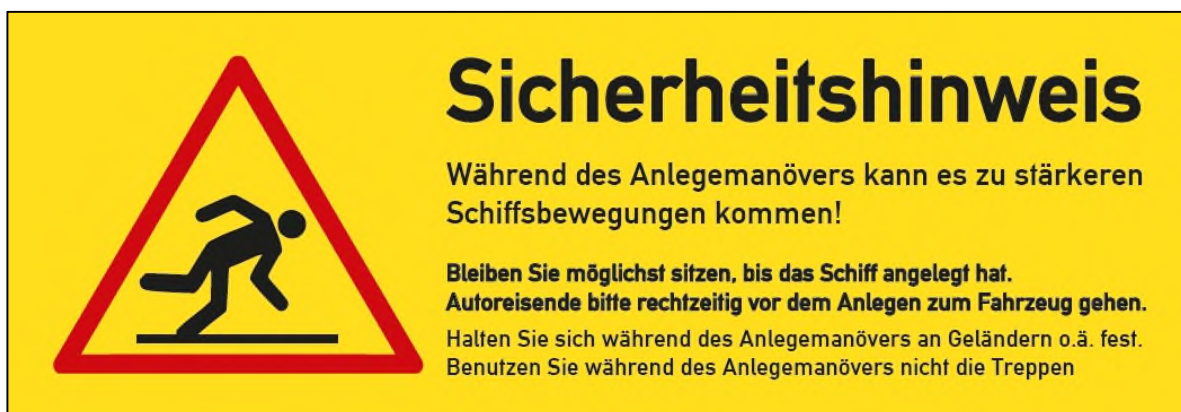 Sicherheitshinweis
Während des Anlegemanövers kann es zu stärkeren
Schiffsbewegungen kommen!
Bleiben Sie möglichst sitzen, bis das Schiff angelegt hat.
Autoreisende bitte rechtzeitig vor dem Anlegen zum Fahrzeug gehen.
Halten Sie sich während des Anlegemanövers an Geländern o.ä. fest.
Benutzen Sie während des Anlegemanövers nicht die Treppen